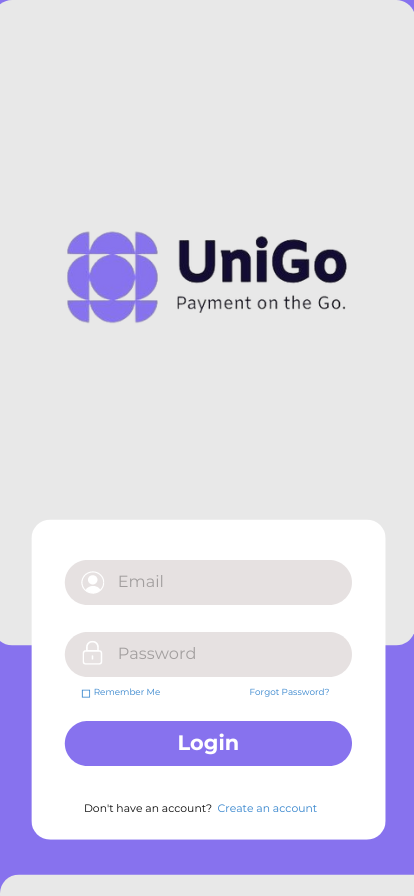 UniGo
Payment on the Go.
Email
Password
Remember Me Forgot Password?
Login
Don't have an account? Create an account